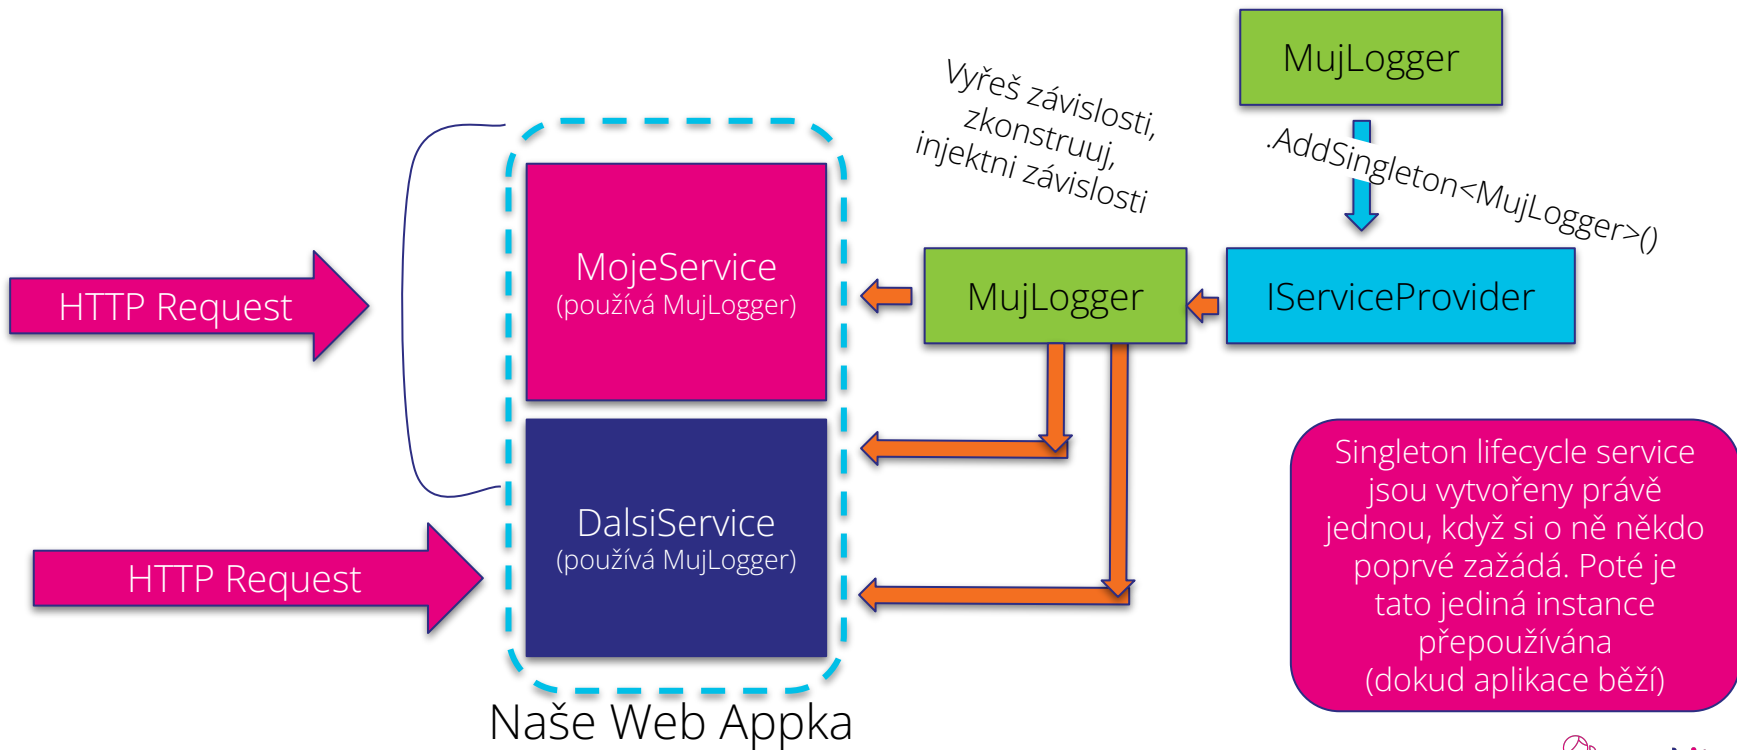 MujLogger
Vyřeš závislosti,
zkonstruuj,
injektni závislosti
.AddSingleton<MujLogger>()
HTTP Request
MojeService
(používá MujLogger)
MujLogger
IServiceProvider
HTTP Request
DalsiService
(používá MujLogger)
Singleton lifecycle service
jsou vytvořeny právě
jednou, když si o ně někdo
poprvé zažádá. Poté je
tato jediná instance
přepoužívána
(dokud aplikace běží)
Naše Web Appka